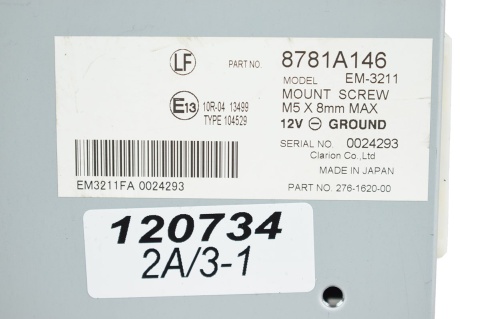 LF PART NO. 8781A146
MODEL EM-3211
E13 10R-04 13499
TYPE 104529
MOUNT SCREW
M5 X 8mm MAX
12V ⊖ GROUND
SERIAL NO. 0024293
Clarion Co.,Ltd
MADE IN JAPAN
EM3211FA 0024293
PART NO. 276-1620-00
120734
2A/3-1